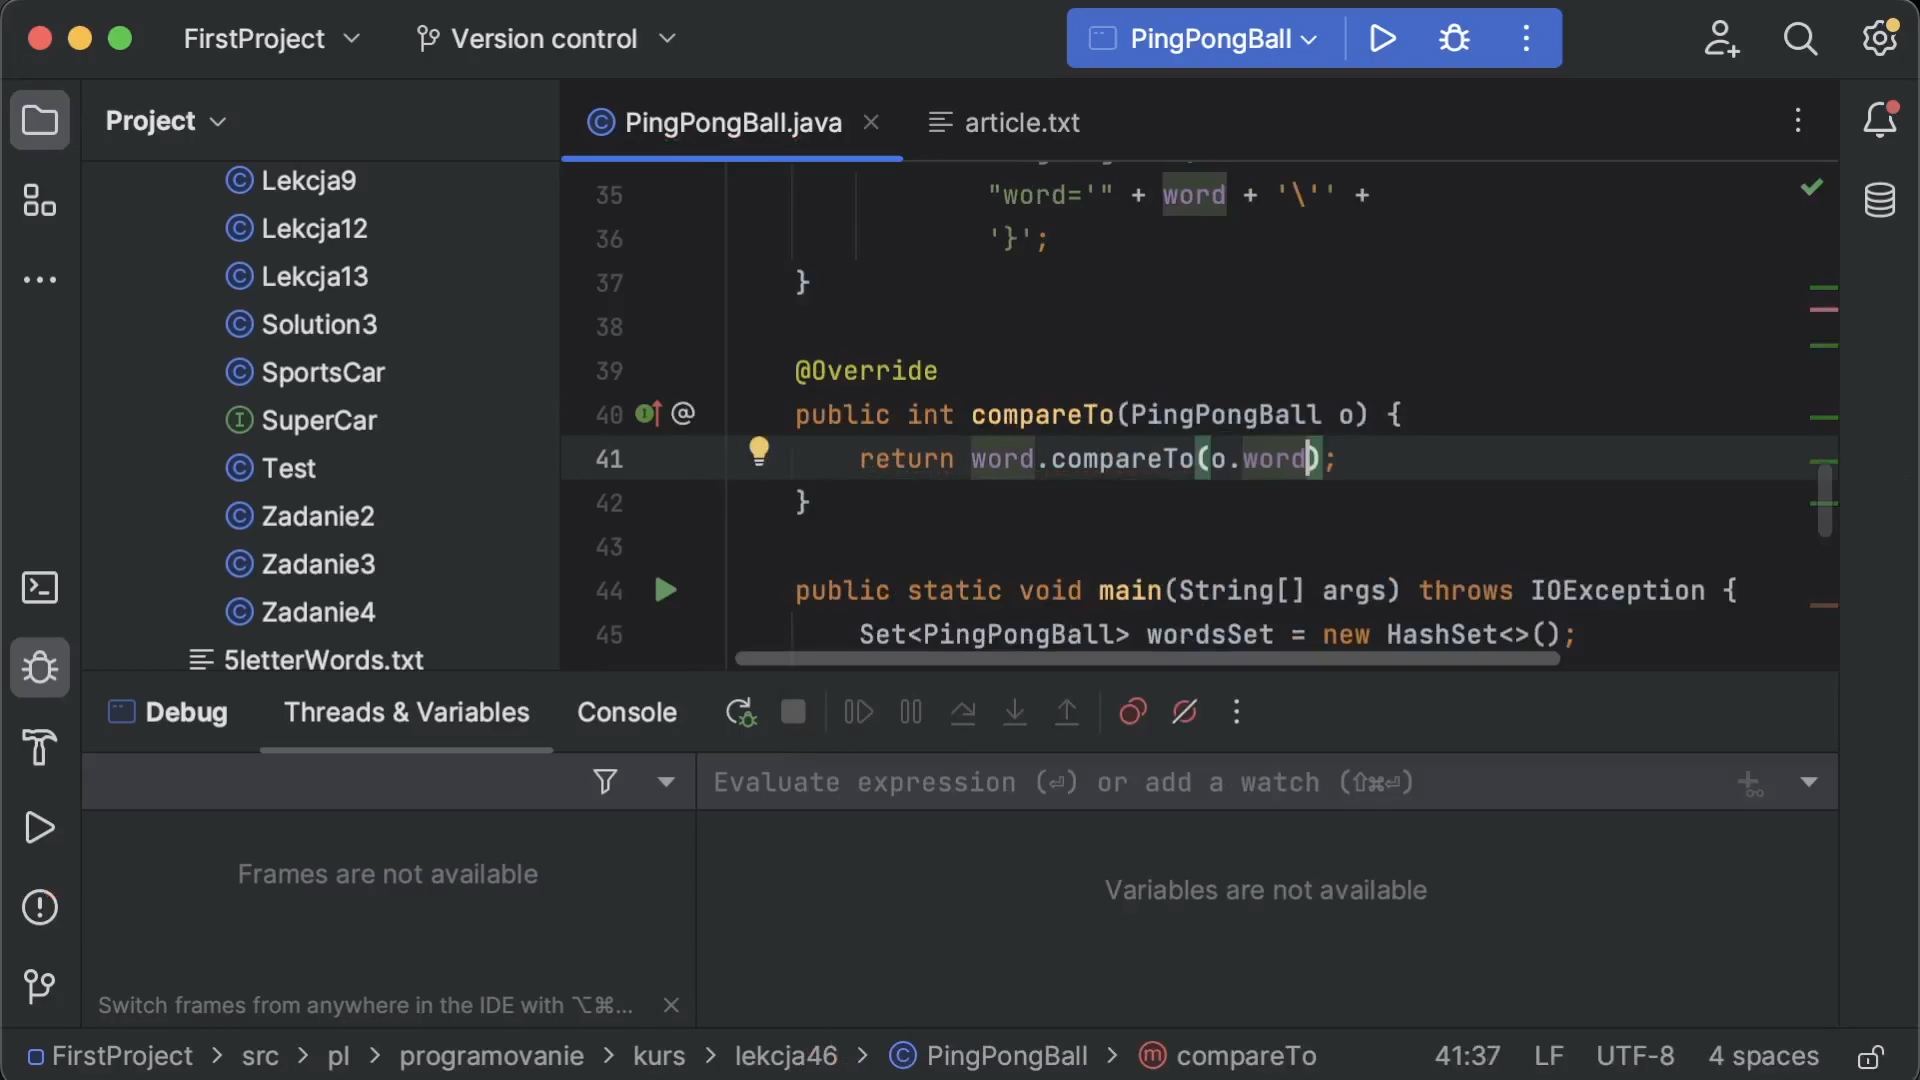 FirstProject
Version control
PingPongBall
Project
PingPongBall.java
article.txt
Lekcja9
Lekcja12
Lekcja13
Solution3
SportsCar
SuperCar
Test
Zadanie2
Zadanie3
Zadanie4
5letterWords.txt
35 "word='" + word + '\'' +
36 '}';
37 }
38
39 @Override
40 public int compareTo(PingPongBall o) {
41 return word.compareTo(o.word);
42 }
43
44 public static void main(String[] args) throws IOException {
45 Set<PingPongBall> wordsSet = new HashSet<>();
Debug
Threads & Variables
Console
Evaluate expression (⏎) or add a watch (⇧⌘⏎)
Frames are not available
Variables are not available
Switch frames from anywhere in the IDE with ⌥⌘...
FirstProject > src > pl > programowanie > kurs > lekcja46 > PingPongBall > compareTo
41:37 LF UTF-8 4 spaces